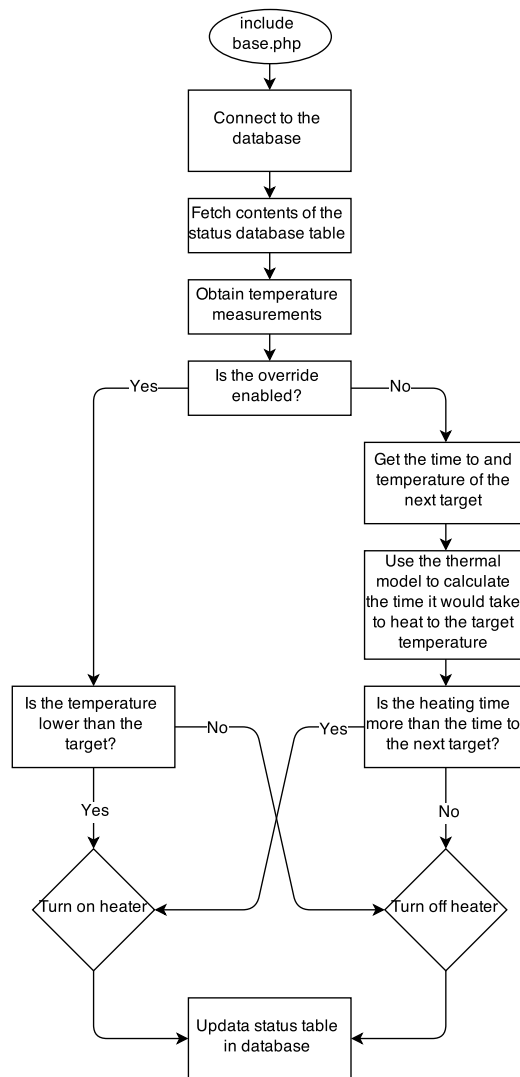 include
base.php
Connect to the
database
Fetch contents of the
status database table
Obtain temperature
measurements
Is the override
enabled?
Yes
No
Get the time to and
temperature of the
next target
Use the thermal
model to calculate
the time it would take
to heat to the target
temperature
Is the temperature
lower than the
target?
No
Yes
Is the heating time
more than the time to
the next target?
Yes
No
Turn on heater
Turn off heater
Updata status table
in database